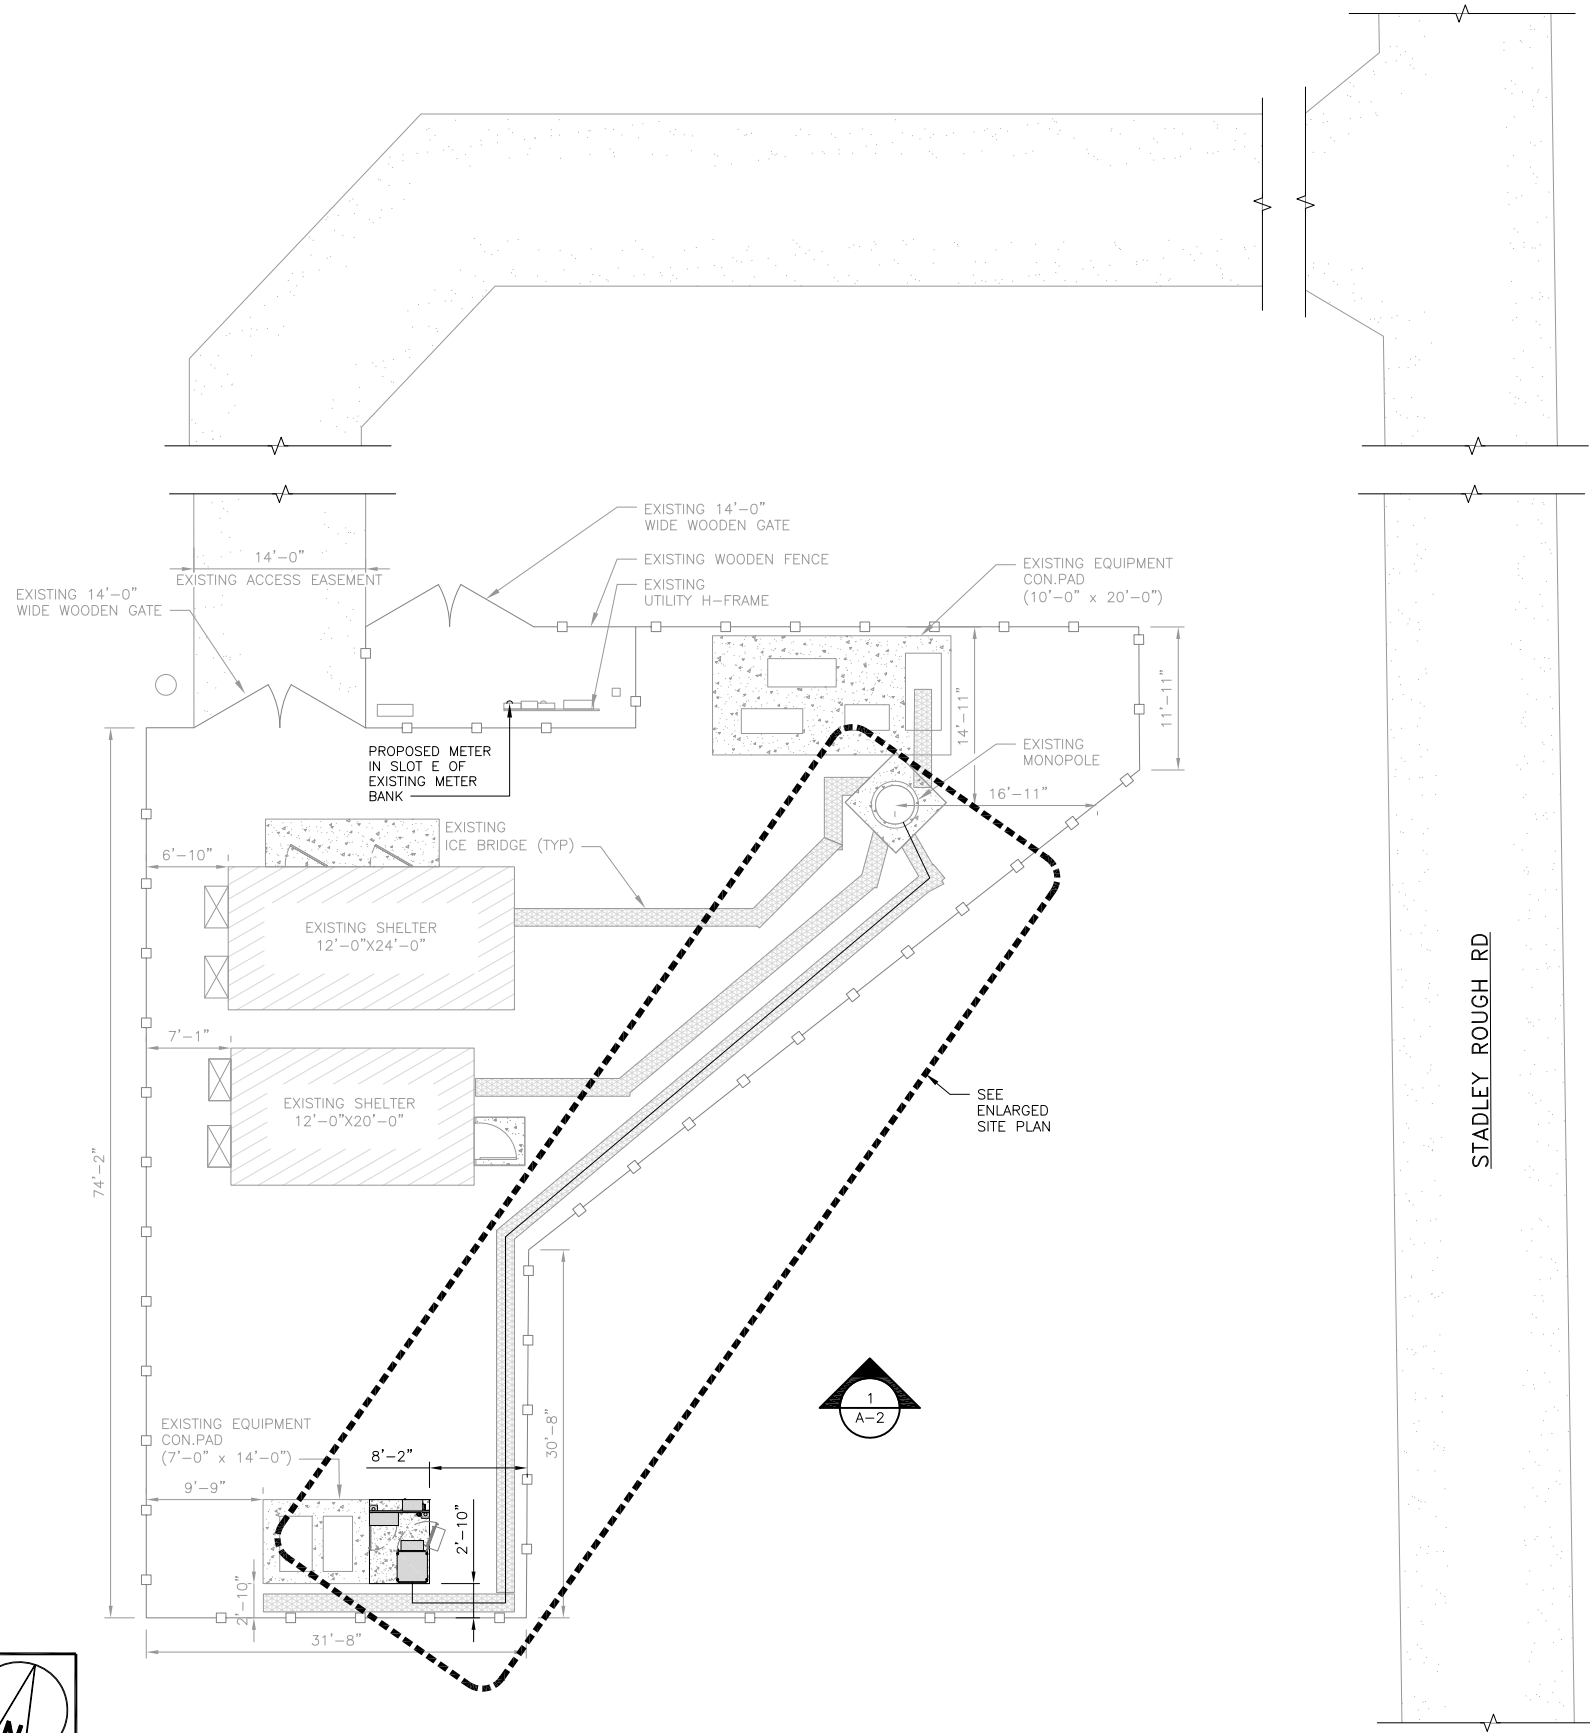 EXISTING 14'-0"
WIDE WOODEN GATE
14'-0"
EXISTING WOODEN FENCE
EXISTING EQUIPMENT
CON.PAD
(10'-0" x 20'-0")
EXISTING ACCESS EASEMENT
EXISTING
UTILITY H-FRAME
EXISTING 14'-0"
WIDE WOODEN GATE
11'-11"
14'-11"
PROPOSED METER
IN SLOT E OF
EXISTING METER
BANK
EXISTING
MONOPOLE
16'-11"
EXISTING
ICE BRIDGE (TYP)
6'-10"
EXISTING SHELTER
12'-0"X24'-0"
STADLEY ROUGH RD
7'-1"
EXISTING SHELTER
12'-0"X20'-0"
SEE
ENLARGED
SITE PLAN
74'-2"
1
A-2
30'-8"
EXISTING EQUIPMENT
CON.PAD
(7'-0" x 14'-0")
8'-2"
9'-9"
2'-10"
2'-10"
31'-8"
N